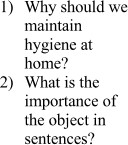 1) Why should we
maintain
hygiene at
home?
2) What is the
importance of
the object in
sentences?